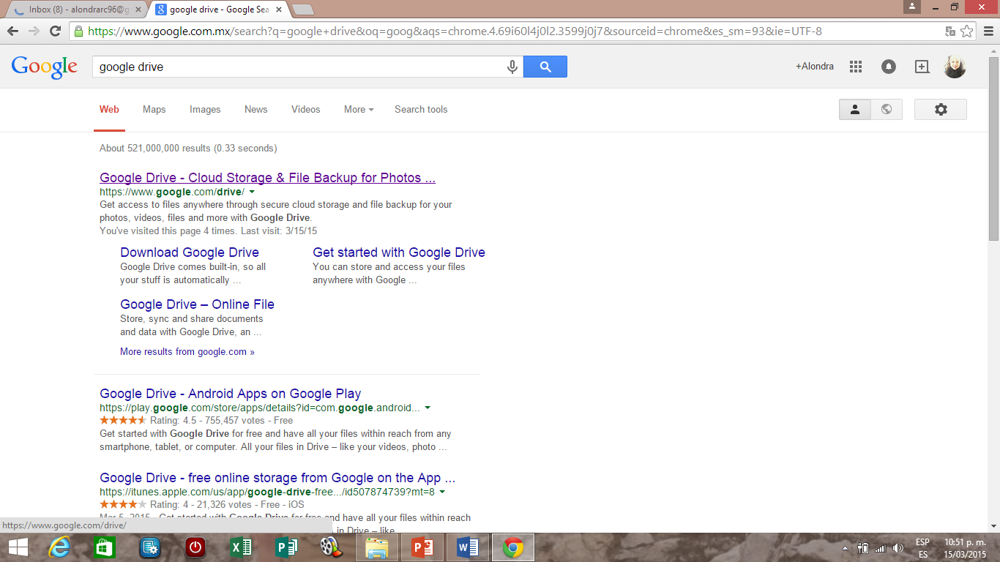 Inbox (8) - alondrarc96@g
google drive - Google Sea
https://www.google.com.mx/search?q=google+drive&oq=goog&aqs=chrome.4.69i60l4j0l2.3599j0j7&sourceid=chrome&es_sm=93&ie=UTF-8
Google
google drive
+Alondra
Web Maps Images News Videos More Search tools
About 521,000,000 results (0.33 seconds)
Google Drive - Cloud Storage & File Backup for Photos ...
https://www.google.com/drive/
Get access to files anywhere through secure cloud storage and file backup for your
photos, videos, files and more with Google Drive.
You've visited this page 4 times. Last visit: 3/15/15
Download Google Drive
Google Drive comes built-in, so all
your stuff is automatically ...
Get started with Google Drive
You can store and access your files
anywhere with Google ...
Google Drive – Online File
Store, sync and share documents
and data with Google Drive, an ...
More results from google.com »
Google Drive - Android Apps on Google Play
https://play.google.com/store/apps/details?id=com.google.android...
Rating: 4.5 - 755,457 votes - Free
Get started with Google Drive for free and have all your files within reach from any
smartphone, tablet, or computer. All your files in Drive – like your videos, photo ...
Google Drive - free online storage from Google on the App ...
https://itunes.apple.com/us/app/google-drive-free.../id507874739?mt=8
Rating: 4 - 21,326 votes - Free - iOS
Mar 5, 2015 - Get started with Google Drive for free and have all your files within reach
in Drive – like
https://www.google.com/drive/
ESP
ES
10:51 p. m.
15/03/2015